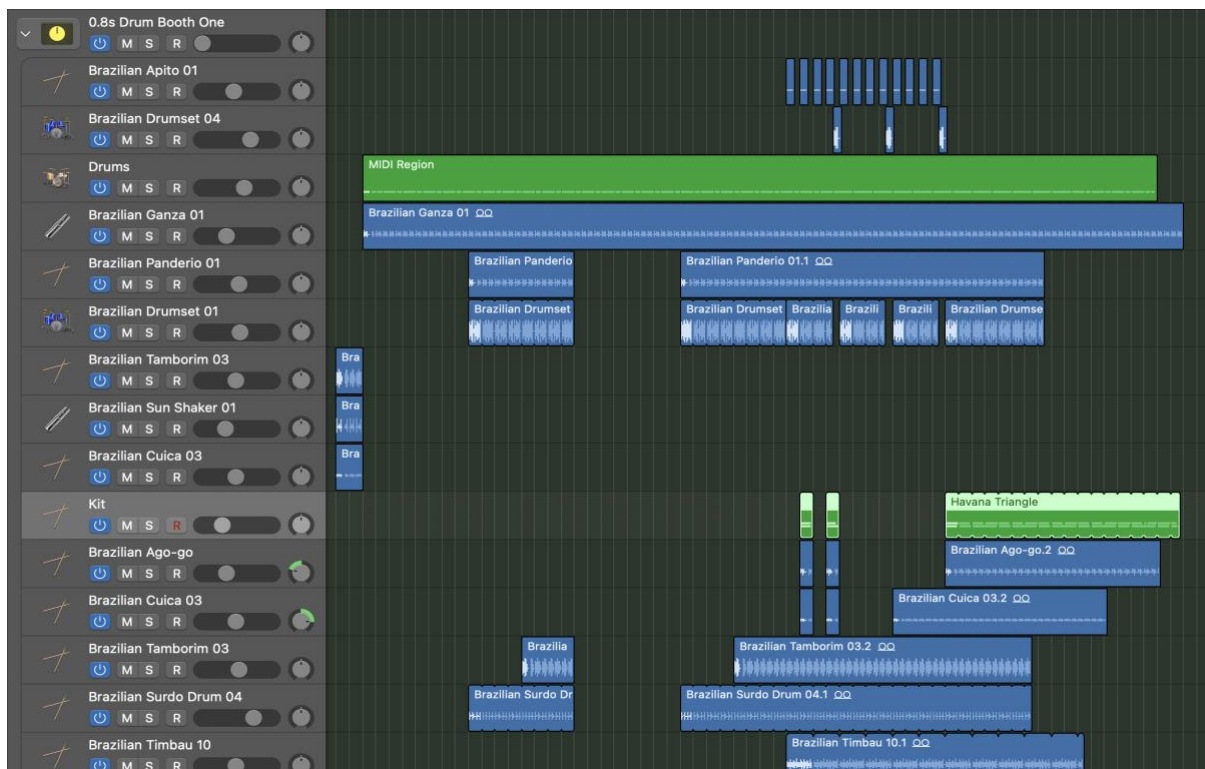 0.8s Drum Booth One
M S R
Brazilian Apito 01
M S R
Brazilian Drumset 04
M S R
Drums
M S R
MIDI Region
Brazilian Ganza 01
M S R
Brazilian Ganza 01
Brazilian Panderio 01
M S R
Brazilian Panderio
Brazilian Panderio 01.1
Brazilian Drumset 01
M S R
Brazilian Drumset
Brazilian Drumset
Brazilia
Brazili
Brazili
Brazilian Drumse
Brazilian Tamborim 03
M S R
Bra
Brazilian Sun Shaker 01
M S R
Bra
Brazilian Cuica 03
M S R
Bra
Kit
M S R
Havana Triangle
Brazilian Ago-go
M S R
Brazilian Ago-go.2
Brazilian Cuica 03
M S R
Brazilian Cuica 03.2
Brazilian Tamborim 03
M S R
Brazilia
Brazilian Tamborim 03.2
Brazilian Surdo Drum 04
M S R
Brazilian Surdo Dr
Brazilian Surdo Drum 04.1
Brazilian Timbau 10
M S R
Brazilian Timbau 10.1